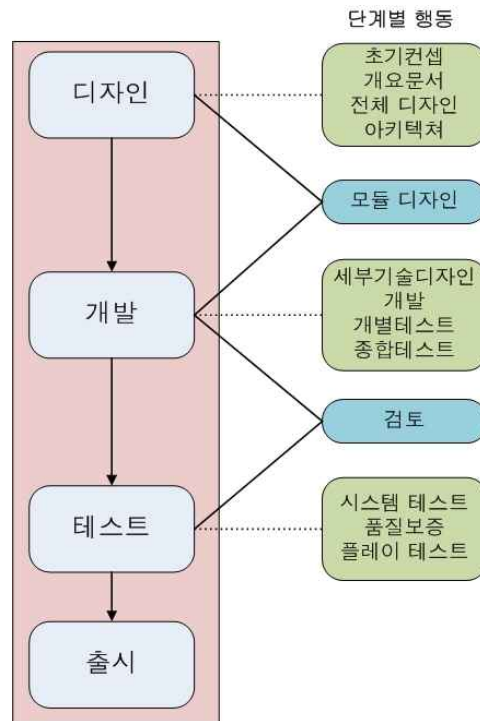 단계별 행동
디자인
초기컨셉
개요문서
전체 디자인
아키텍쳐
모듈 디자인
개발
세부기술디자인
개발
개별테스트
종합테스트
검토
테스트
시스템 테스트
품질보증
플레이 테스트
출시